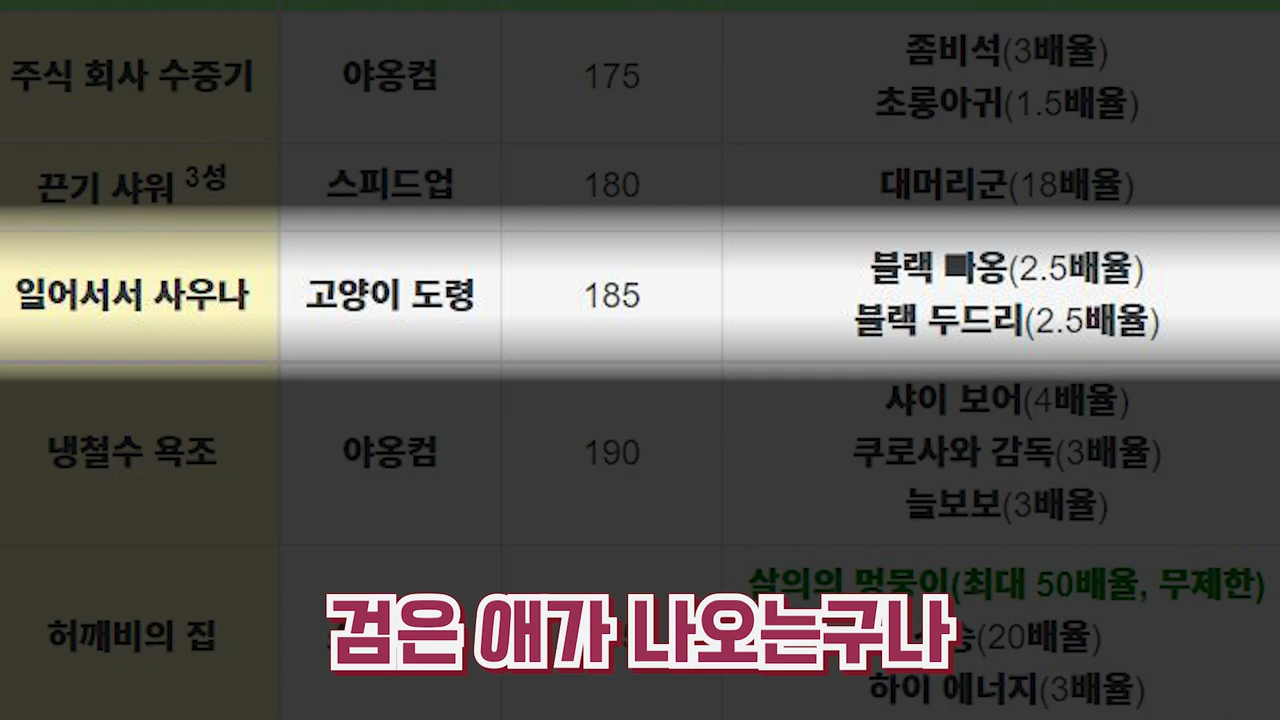 주식 회사 수증기 야옹컴 175 좀비석(3배율)
초롱아귀(1.5배율)
끈기 샤워 3성 스피드업 180 대머리군(18배율)
일어서서 사우나 고양이 도령 185 블랙
(2.5배율)
블랙 두드리(2.5배율)
냉철수 욕조 야옹컴 190 샤이 보어(4배율)
쿠로사와 감독(3배율)
늘보보(3배율)
허깨비의 집 살의의 멍뭉이(최대 50배율, 무제한)
(20배율)
하이 에너지(3배율)
검은 애가 나오는구나